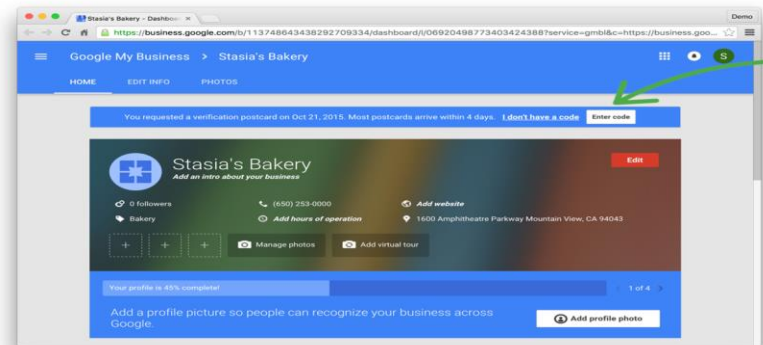 Stasia's Bakery - Dashboa
Demo
https://business.google.com/b/113748643438292709334/dashboard/l/06920498773403424388?service=gmbl&c=https://business.goo...
Google My Business > Stasia's Bakery
S
HOME EDIT INFO PHOTOS
You requested a verification postcard on Oct 21, 2015. Most postcards arrive within 4 days. I don't have a code Enter code
Stasia's Bakery
Edit
Add an intro about your business
0 followers (650) 253-0000 Add website
Bakery Add hours of operation 1600 Amphitheatre Parkway Mountain View, CA 94043
+ + + Manage photos Add virtual tour
Your profile is 45% complete! 1 of 4
Add a profile picture so people can recognize your business across
Google.
Add profile photo